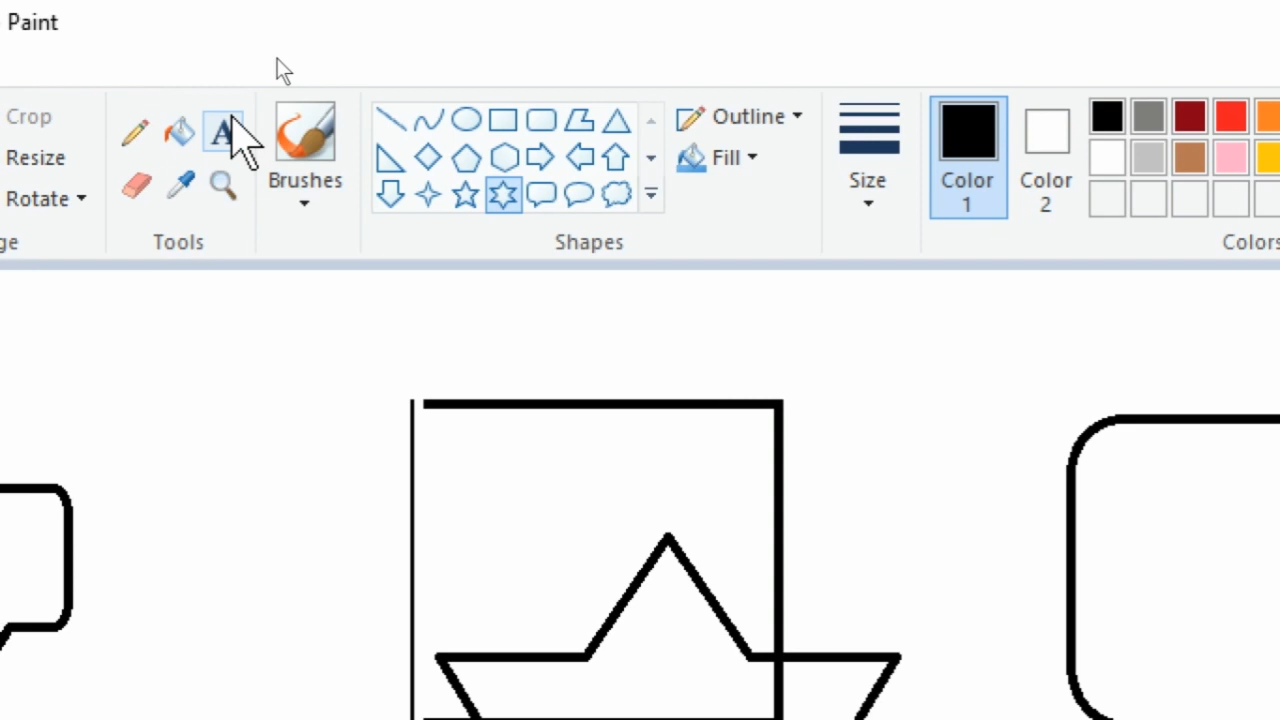 Paint
Crop
Resize
Rotate
ge
Tools
A
Brushes
Shapes
Outline
Fill
Size
Color
1
Color
2
Colors